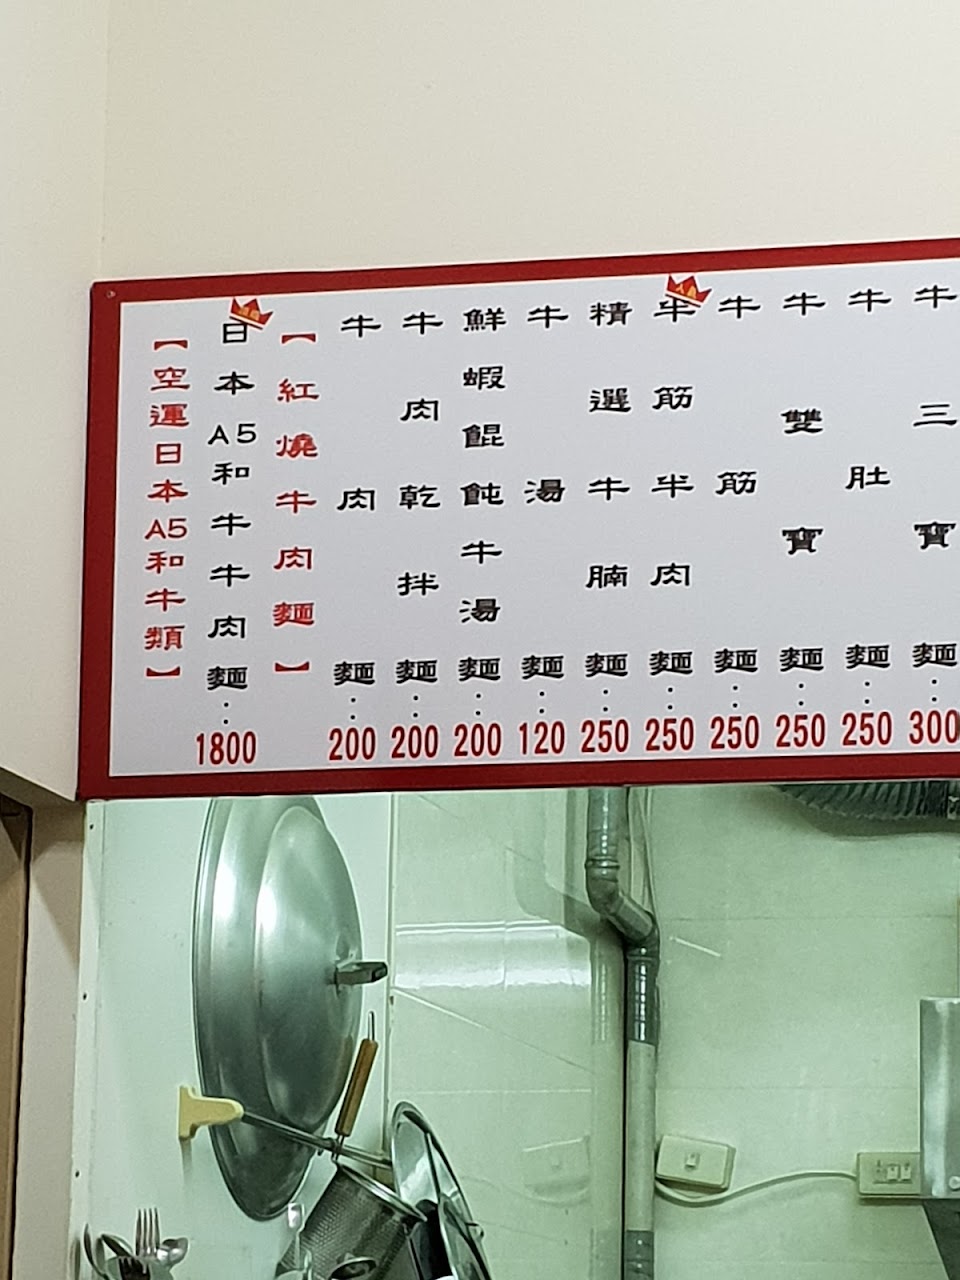 【空運日本A5和牛類】
日本A5和牛牛肉麵：1800
【紅燒牛肉麵】
牛肉麵：200
牛肉乾拌麵：200
鮮蝦餛飩牛湯麵：200
牛湯麵：120
精選牛腩麵：250
人氣
半筋半肉麵：250
牛筋麵：250
牛雙寶麵：250
牛肚麵：250
牛三寶麵：300